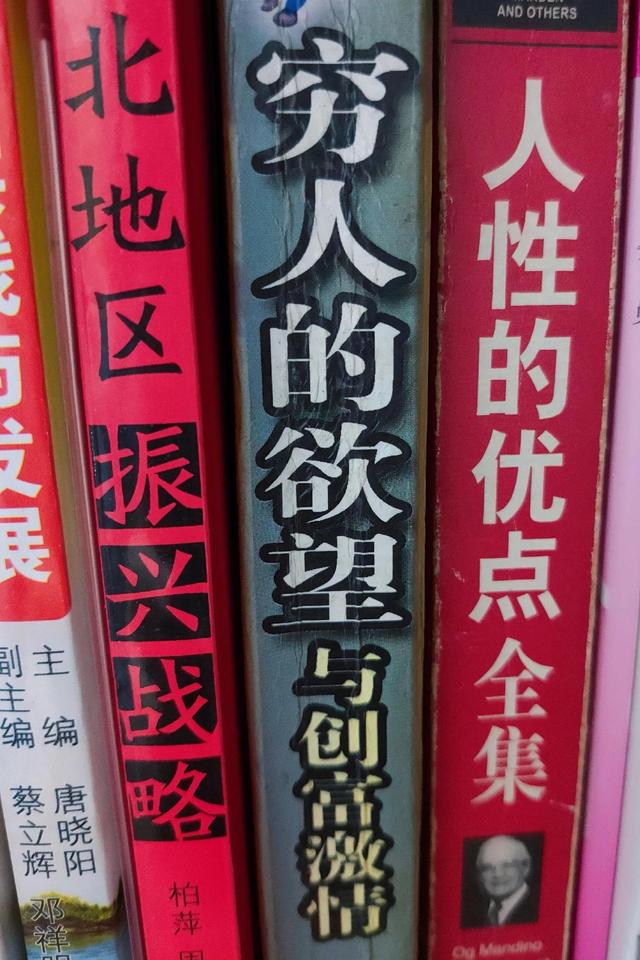 发展
主编
副主编
唐晓阳
蔡立辉
北地区
振兴战略
柏萍
穷人的欲望
与创富激情
AND OTHERS
人性的优点
全集
Og Mandino